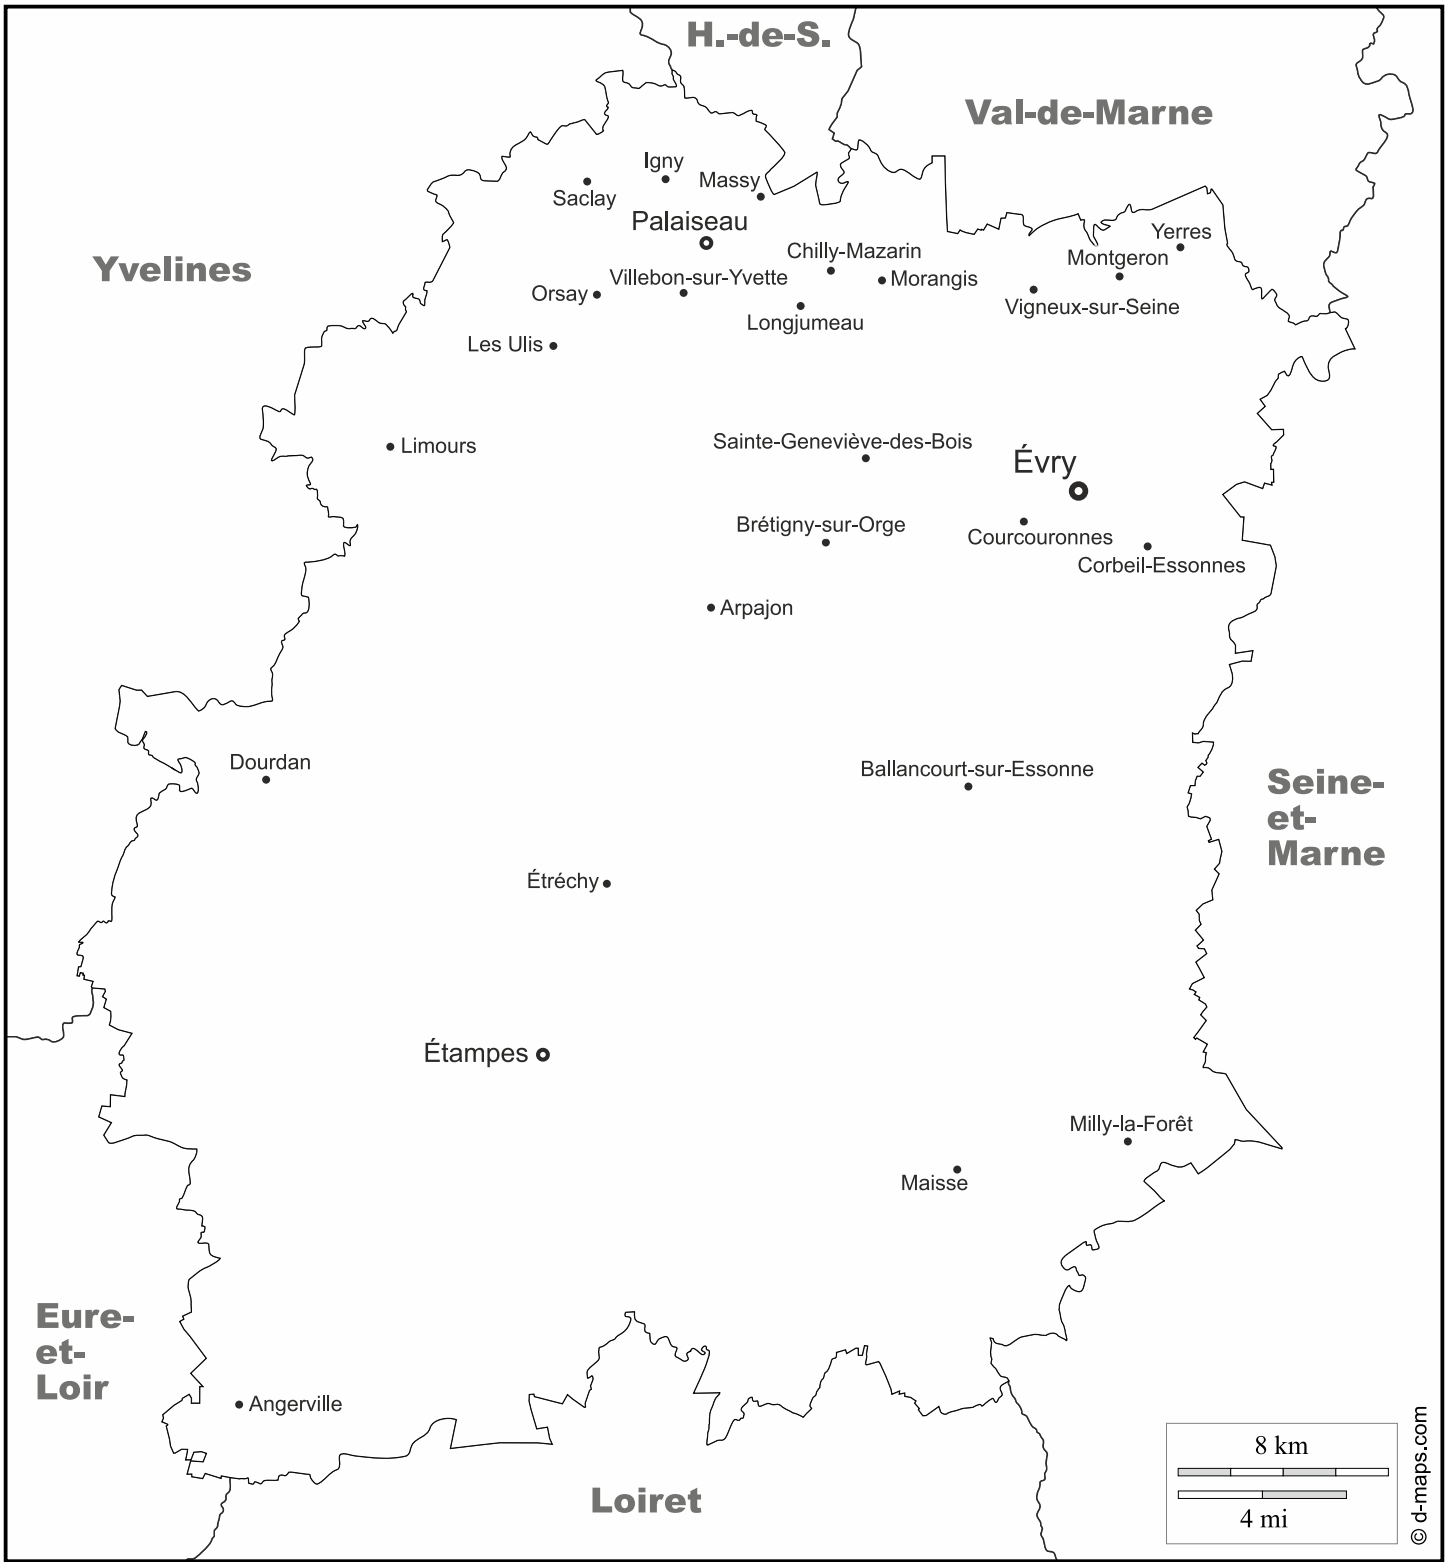 H.-de-S.
Val-de-Marne
Igny
Massy
Saclay
Palaiseau
Yerres
Chilly-Mazarin
Montgeron
Yvelines
Villebon-sur-Yvette
Morangis
Orsay
Vigneux-sur-Seine
Longjumeau
Les Ulis
Sainte-Geneviève-des-Bois
Limours
Évry
Brétigny-sur-Orge
Courcouronnes
Corbeil-Essonnes
Arpajon
Dourdan
Ballancourt-sur-Essonne
Seine-
et-
Marne
Étréchy
Étampes
Milly-la-Forêt
Maisse
Eure-
et-
Loir
Angerville
Loiret
8 km
4 mi
© d-maps.com